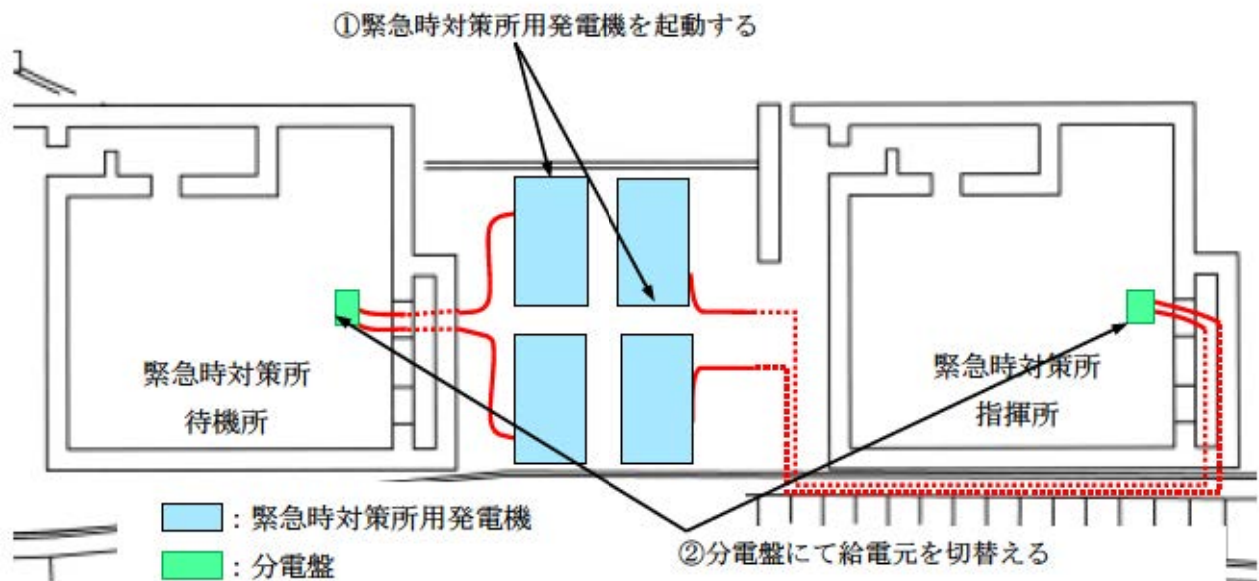 ①緊急時対策所用発電機を起動する
緊急時対策所
待機所
緊急時対策所
指揮所
：緊急時対策所用発電機
：分電盤
②分電盤にて給電元を切替える